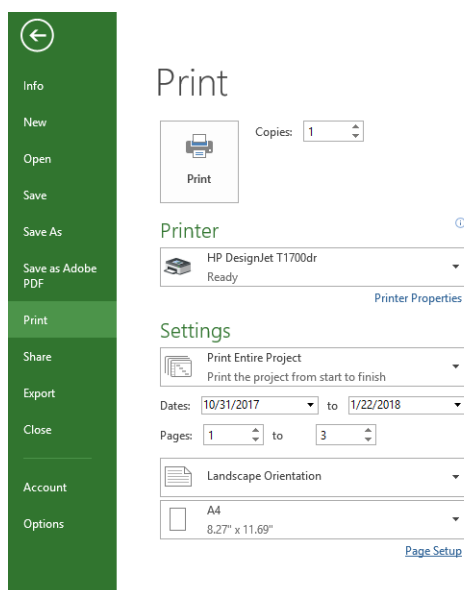 Info
New
Open
Save
Save As
Save as Adobe
PDF
Print
Share
Export
Close
Account
Options
Print
Copies: 1
Print
Printer
HP DesignJet T1700dr
Ready
Printer Properties
Settings
Print Entire Project
Print the project from start to finish
Dates: 10/31/2017 to 1/22/2018
Pages: 1 to 3
Landscape Orientation
A4
8.27" x 11.69"
Page Setup